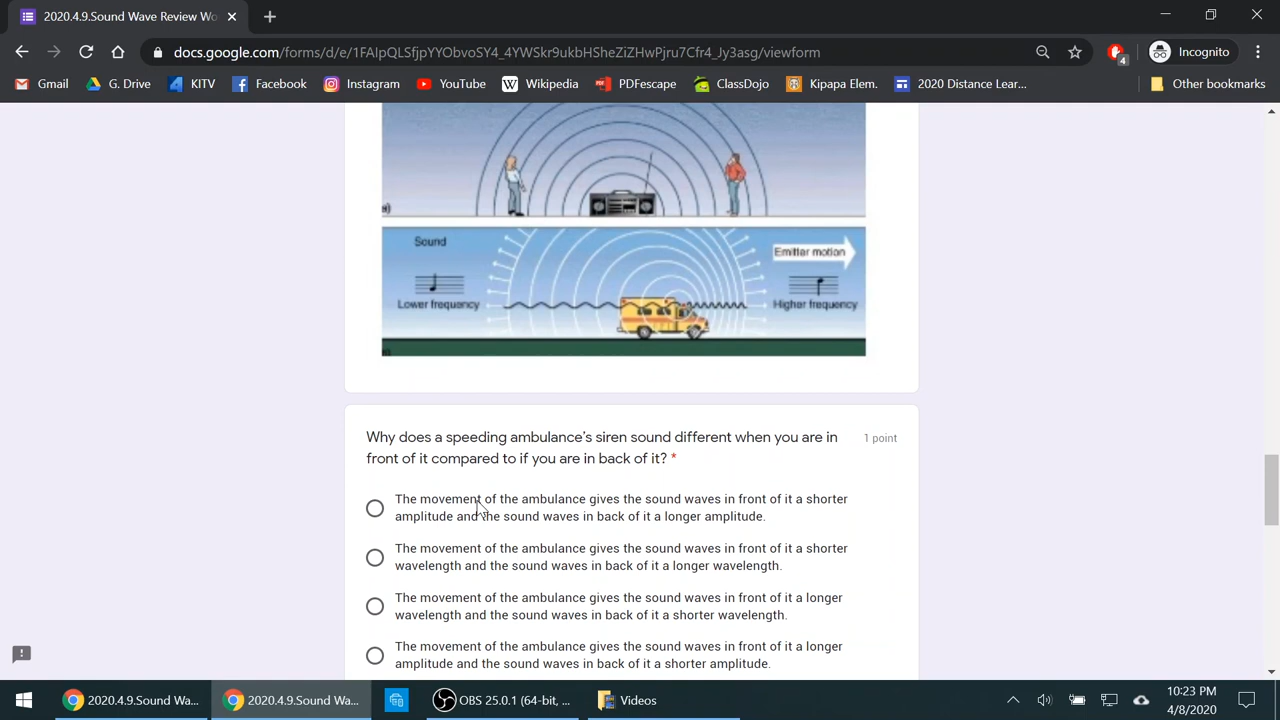 2020.4.9.Sound Wave Review Wo
docs.google.com/forms/d/e/1FAIpQLSfjpYYObvoSY4_4YWSkr9ukbHSheZiZHwPjru7Cfr4_Jy3asg/viewform
4
Incognito
Gmail
G. Drive
KITV
Facebook
Instagram
YouTube
Wikipedia
PDFescape
ClassDojo
Kipapa Elem.
2020 Distance Lear...
Other bookmarks
Sound
Emitter motion
Lower frequency
Higher frequency
Why does a speeding ambulance's siren sound different when you are in
front of it compared to if you are in back of it? *
1 point
The movement of the ambulance gives the sound waves in front of it a shorter
amplitude and the sound waves in back of it a longer amplitude.
The movement of the ambulance gives the sound waves in front of it a shorter
wavelength and the sound waves in back of it a longer wavelength.
The movement of the ambulance gives the sound waves in front of it a longer
wavelength and the sound waves in back of it a shorter wavelength.
The movement of the ambulance gives the sound waves in front of it a longer
amplitude and the sound waves in back of it a shorter amplitude.
2020.4.9.Sound Wa...
2020.4.9.Sound Wa...
OBS 25.0.1 (64-bit, ...
Videos
10:23 PM
4/8/2020